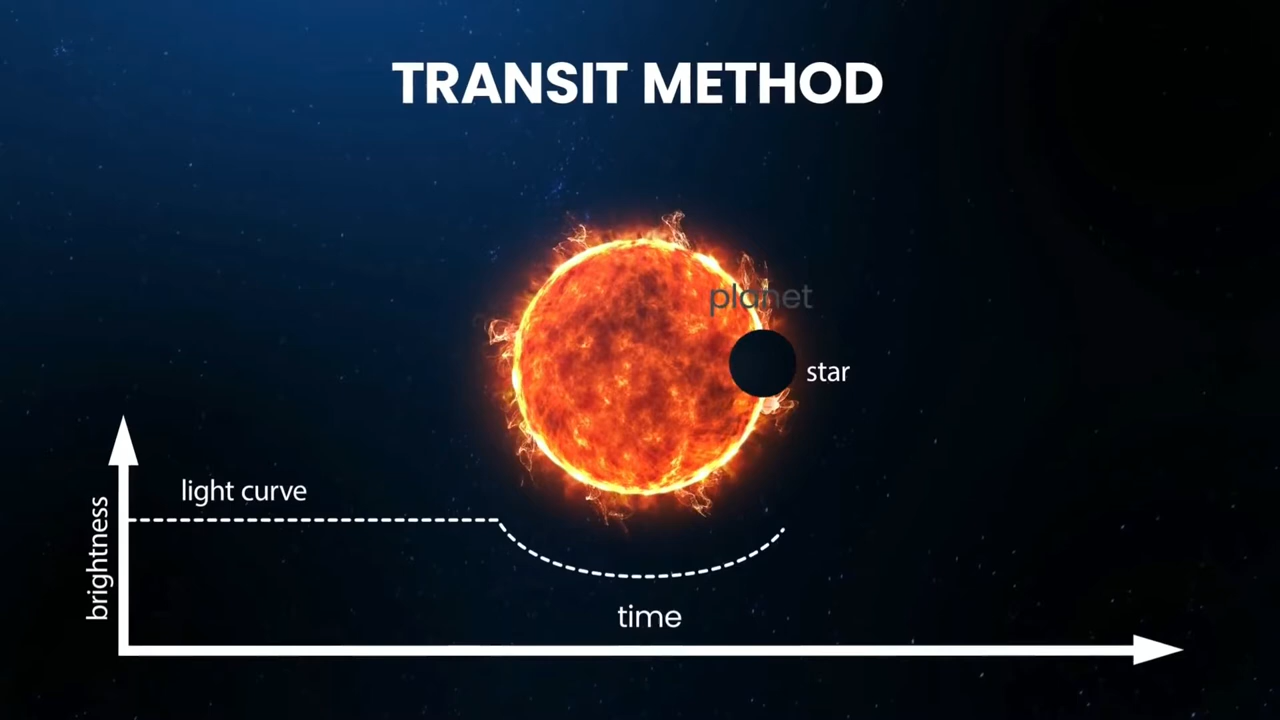 TRANSIT METHOD
planet
star
light curve
brightness
time